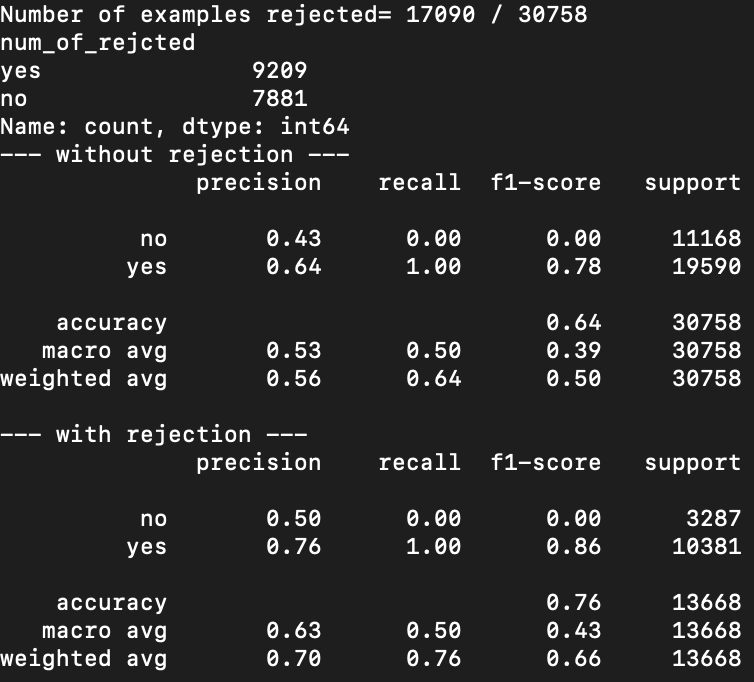 Number of examples rejected= 17090 / 30758
num_of_rejcted
yes 9209
no 7881
Name: count, dtype: int64
--- without rejection ---
precision recall f1-score support
no 0.43 0.00 0.00 11168
yes 0.64 1.00 0.78 19590
accuracy 0.64 30758
macro avg 0.53 0.50 0.39 30758
weighted avg 0.56 0.64 0.50 30758
--- with rejection ---
precision recall f1-score support
no 0.50 0.00 0.00 3287
yes 0.76 1.00 0.86 10381
accuracy 0.76 13668
macro avg 0.63 0.50 0.43 13668
weighted avg 0.70 0.76 0.66 13668